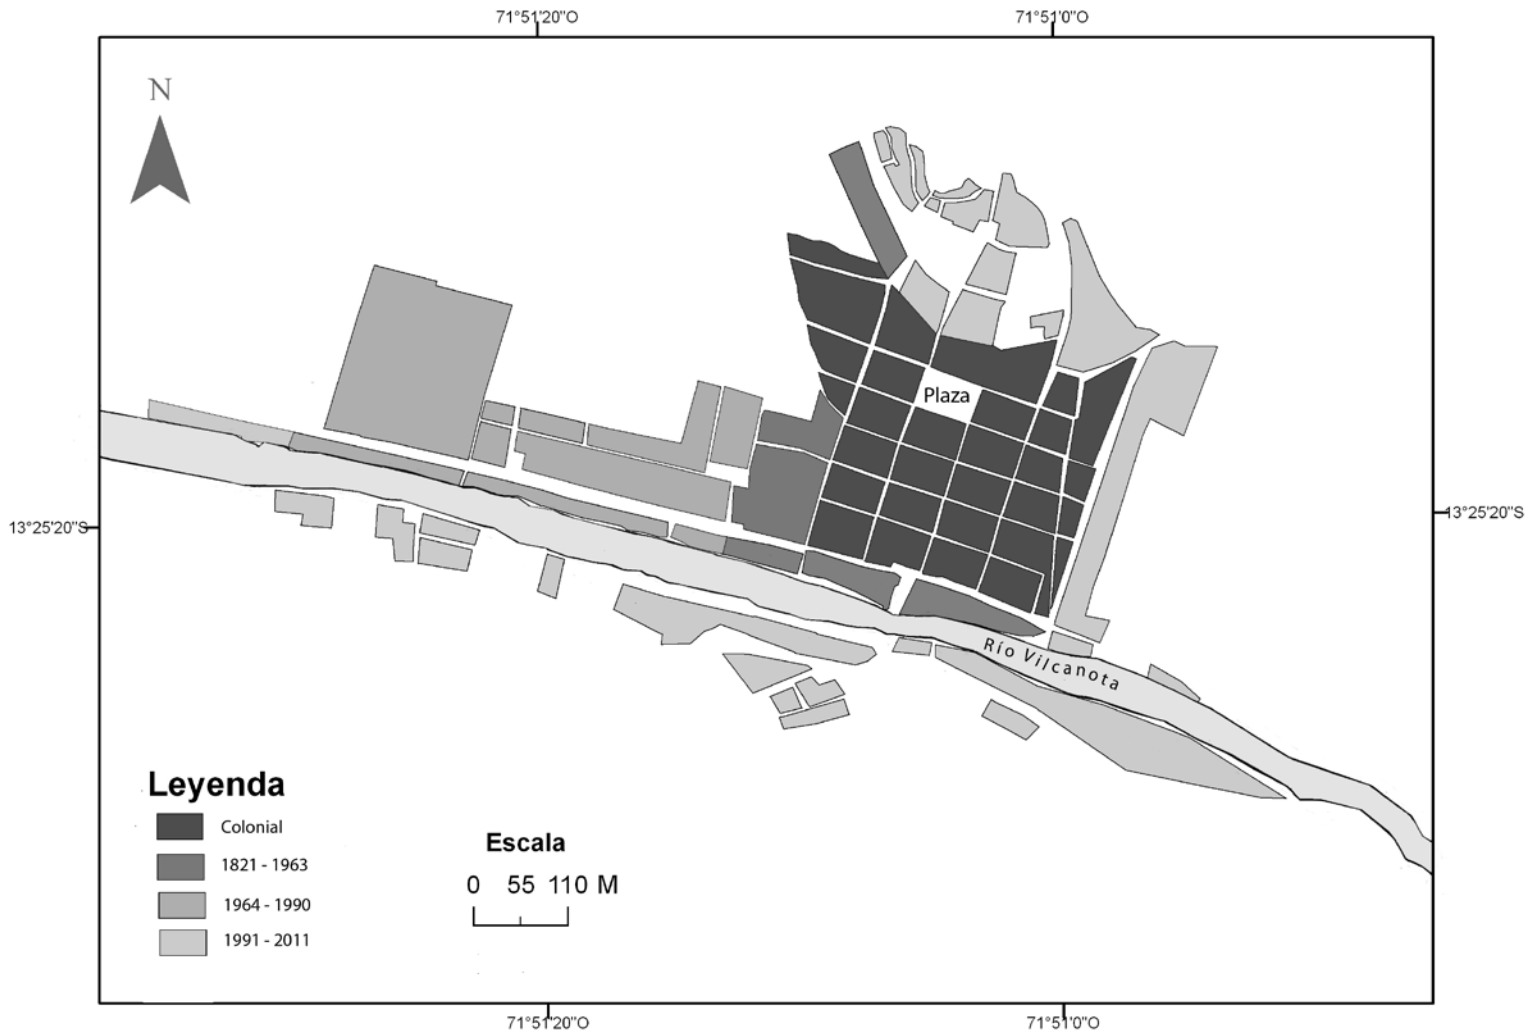 71°51'20"O
71°51'0"O
N
Plaza
13°25'20"S
13°25'20"S
Río Vilcanota
Leyenda
Colonial
1821 - 1963
1964 - 1990
1991 - 2011
Escala
0 55 110 M
71°51'20"O
71°51'0"O